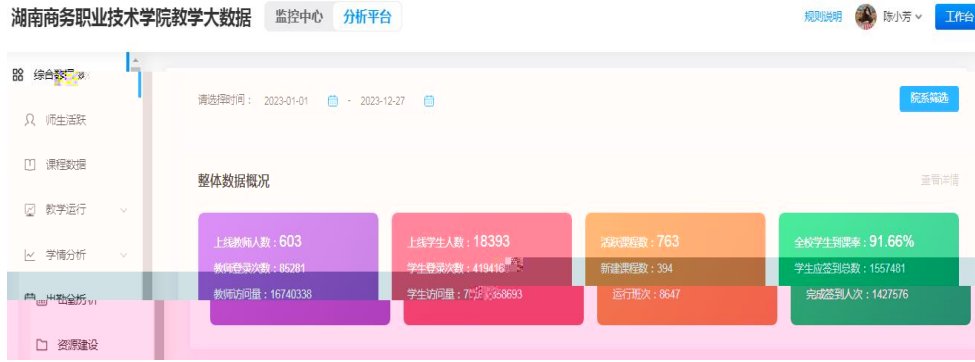 湖南商务职业技术学院教学大数据 监控中心 分析平台 规则说明 陈小芳 工作台
综合数据
请选择时间： 2023-01-01 - 2023-12-27 院系筛选
师生活跃
课程数据
整体数据概况 查看详情
教学运行
学情分析
上线教师人数：603
教师登录次数：85281
教师访问量：16740338
上线学生人数：18393
学生登录次数：419416
学生访问量：
活跃课程数：763
新建课程数：394
运行班次：8647
全校学生到课率：91.66%
学生应签到总数：1557481
完成签到人次：1427576
出勤分析
资源建设